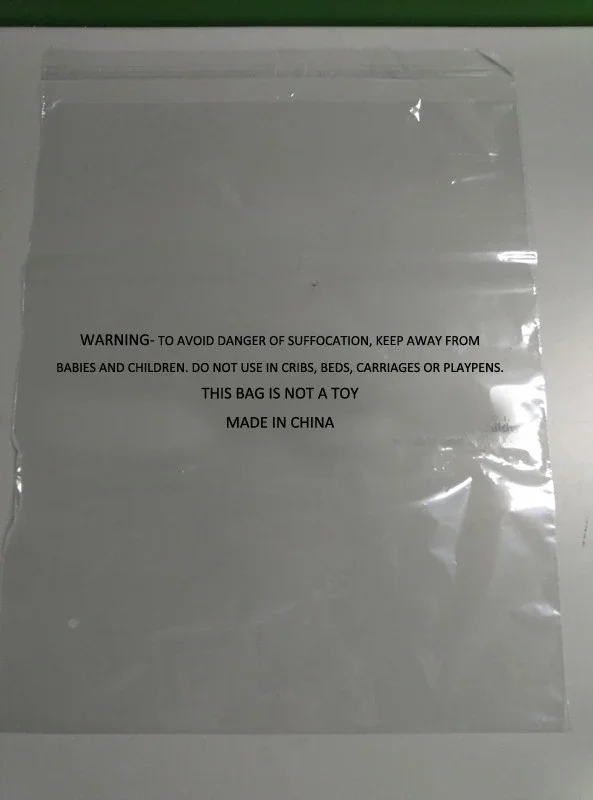 WARNING- TO AVOID DANGER OF SUFFOCATION, KEEP AWAY FROM
BABIES AND CHILDREN. DO NOT USE IN CRIBS, BEDS, CARRIAGES OR PLAYPENS.
THIS BAG IS NOT A TOY
MADE IN CHINA